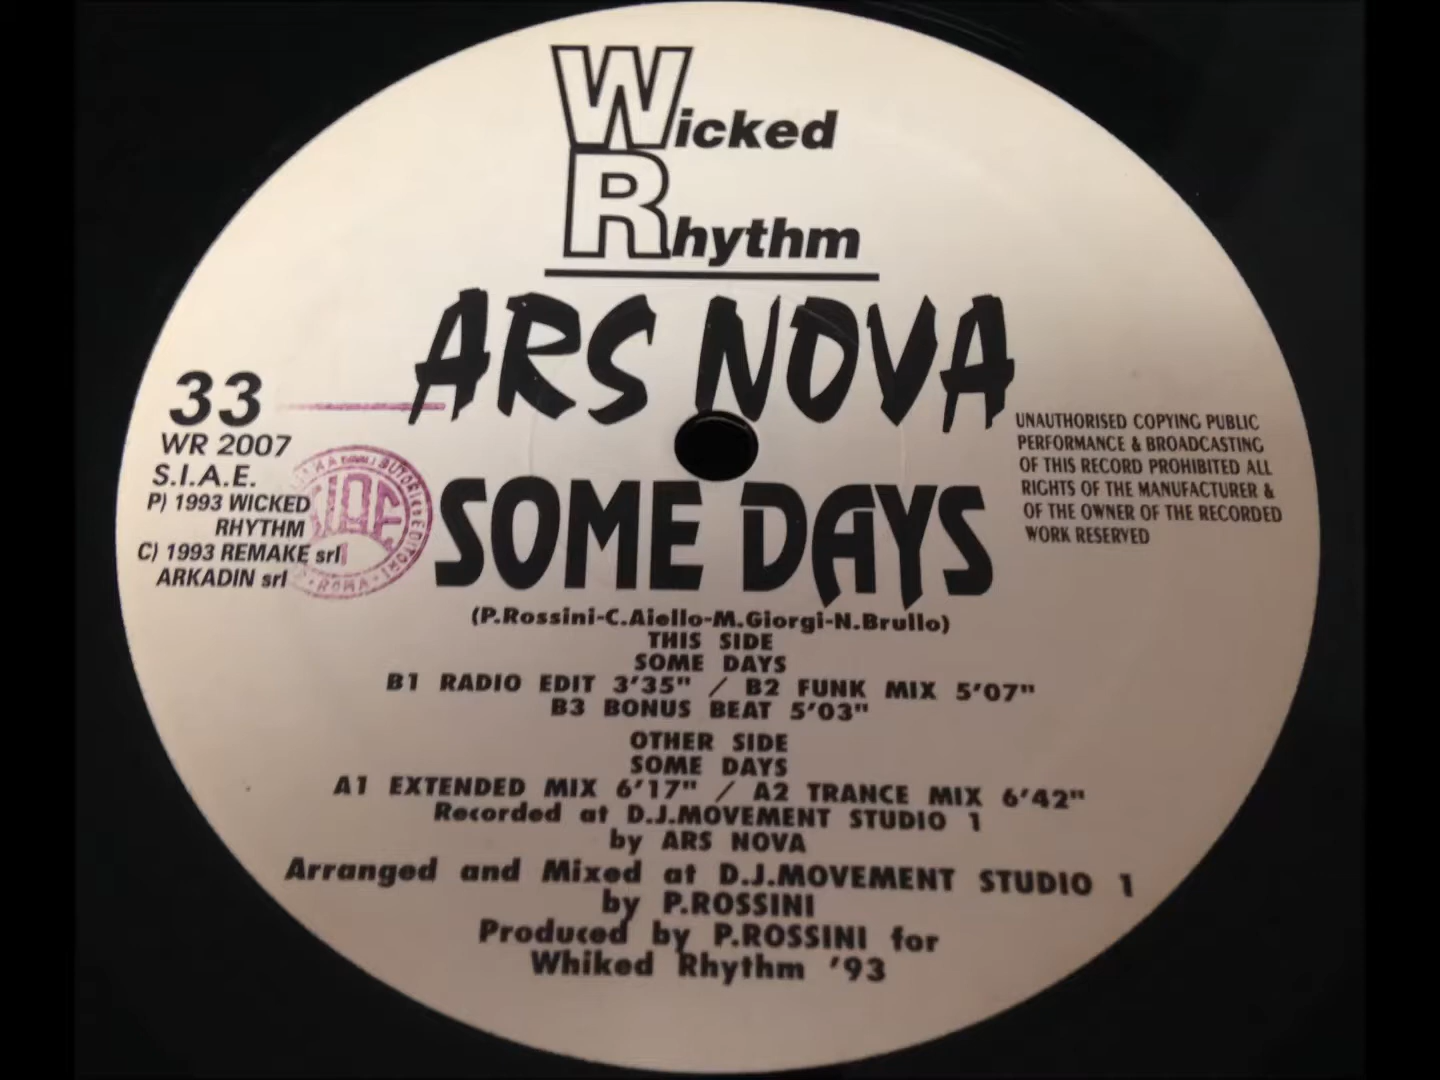 Wicked
Rhythm
ARS NOVA
33
WR 2007
S.I.A.E.
P) 1993 WICKED
RHYTHM
C) 1993 REMAKE srl
ARKADIN srl
UNAUTHORISED COPYING PUBLIC
PERFORMANCE & BROADCASTING
OF THIS RECORD PROHIBITED ALL
RIGHTS OF THE MANUFACTURER &
OF THE OWNER OF THE RECORDED
WORK RESERVED
SIAE
ROMA
SOME DAYS
(P.Rossini-C.Aiello-M.Giorgi-N.Brullo)
THIS SIDE
SOME DAYS
B1 RADIO EDIT 3'35" / B2 FUNK MIX 5'07"
B3 BONUS BEAT 5'03"
OTHER SIDE
SOME DAYS
A1 EXTENDED MIX 6'17" / A2 TRANCE MIX 6'42"
Recorded at D.J.MOVEMENT STUDIO 1
by ARS NOVA
Arranged and Mixed at D.J.MOVEMENT STUDIO 1
by P.ROSSINI
Produced by P.ROSSINI for
Whiked Rhythm '93